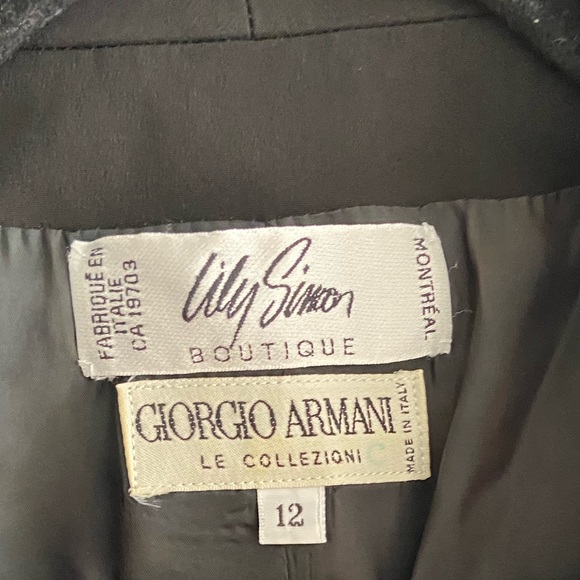 FABRIQUÉ EN
ITALIE
CA 19703
Lily Simon
BOUTIQUE
MONTRÉAL
GIORGIO ARMANI
LE COLLEZIONI
MADE IN ITALY
12